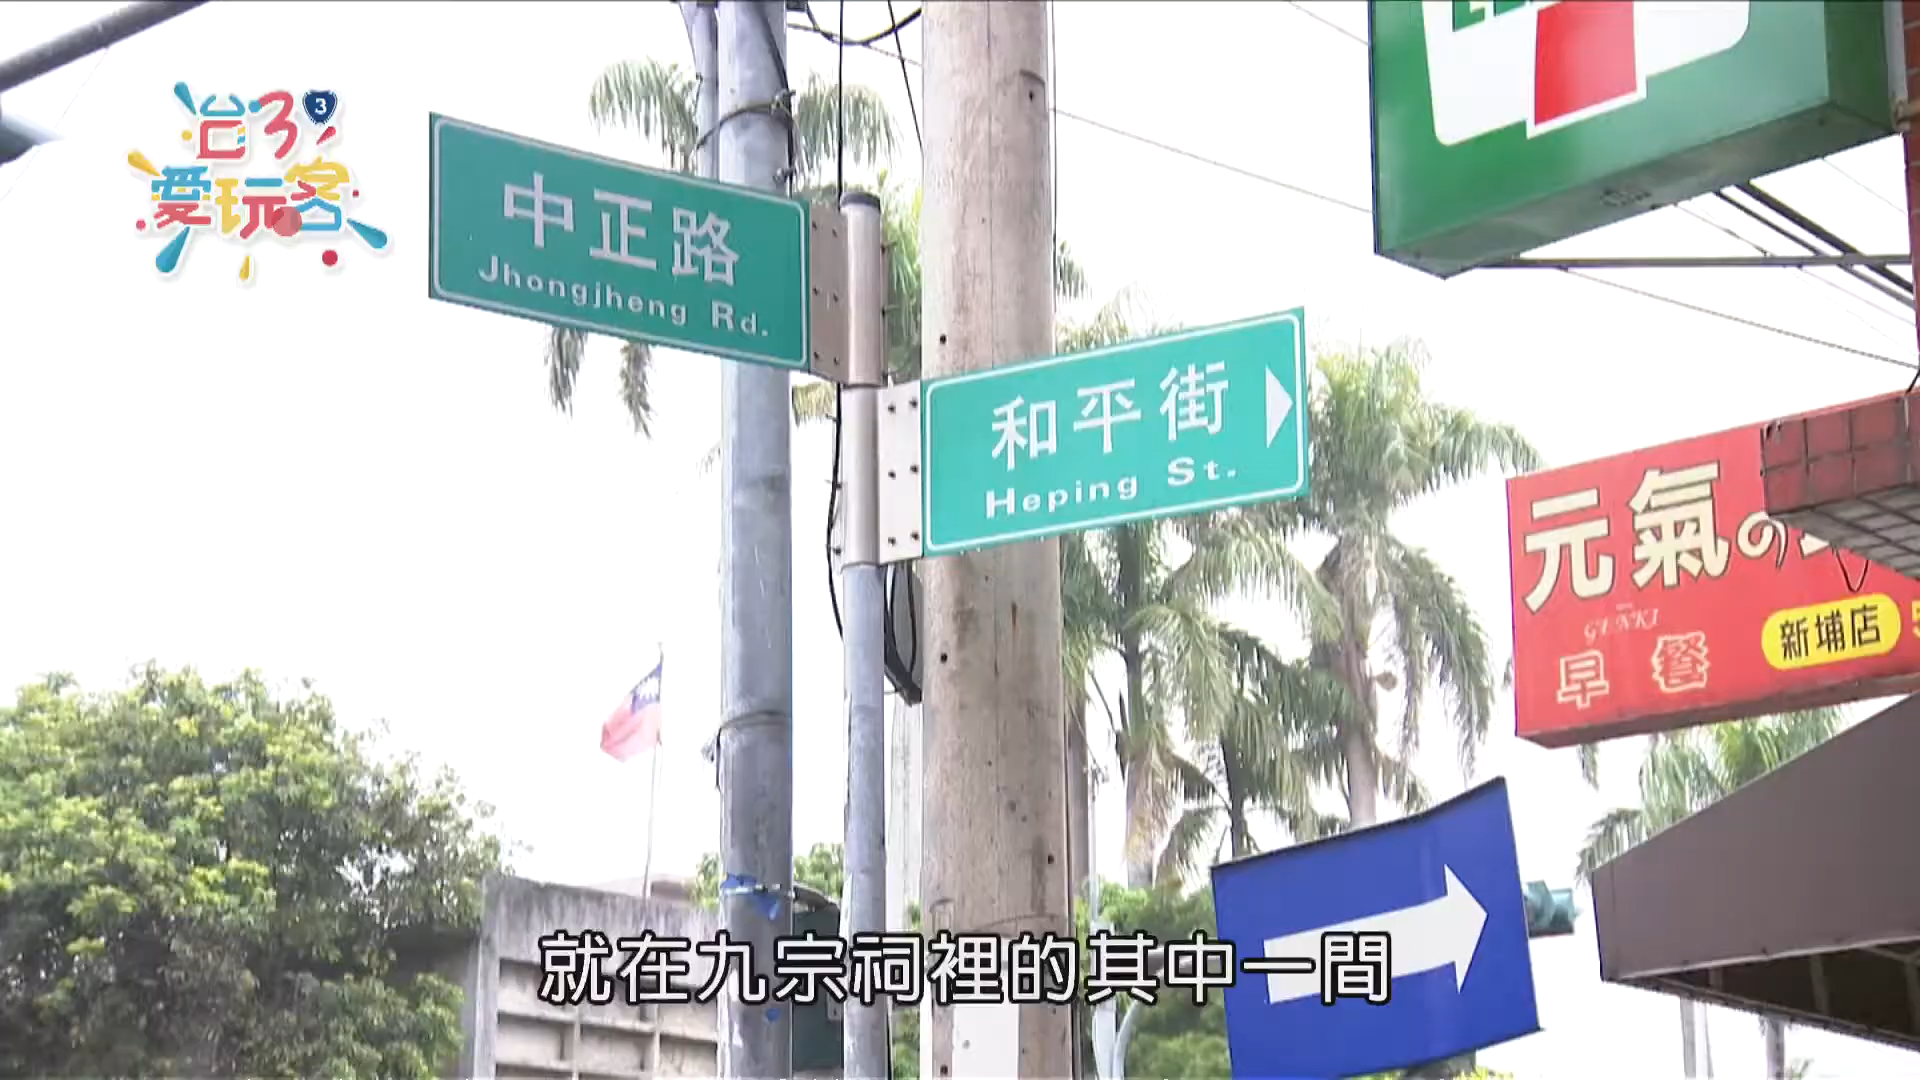 台3
3
愛玩客
中正路
Jhongjheng Rd.
和平街
Heping St.
元氣の
GENKI
早餐
新埔店
就在九宗祠裡的其中一間